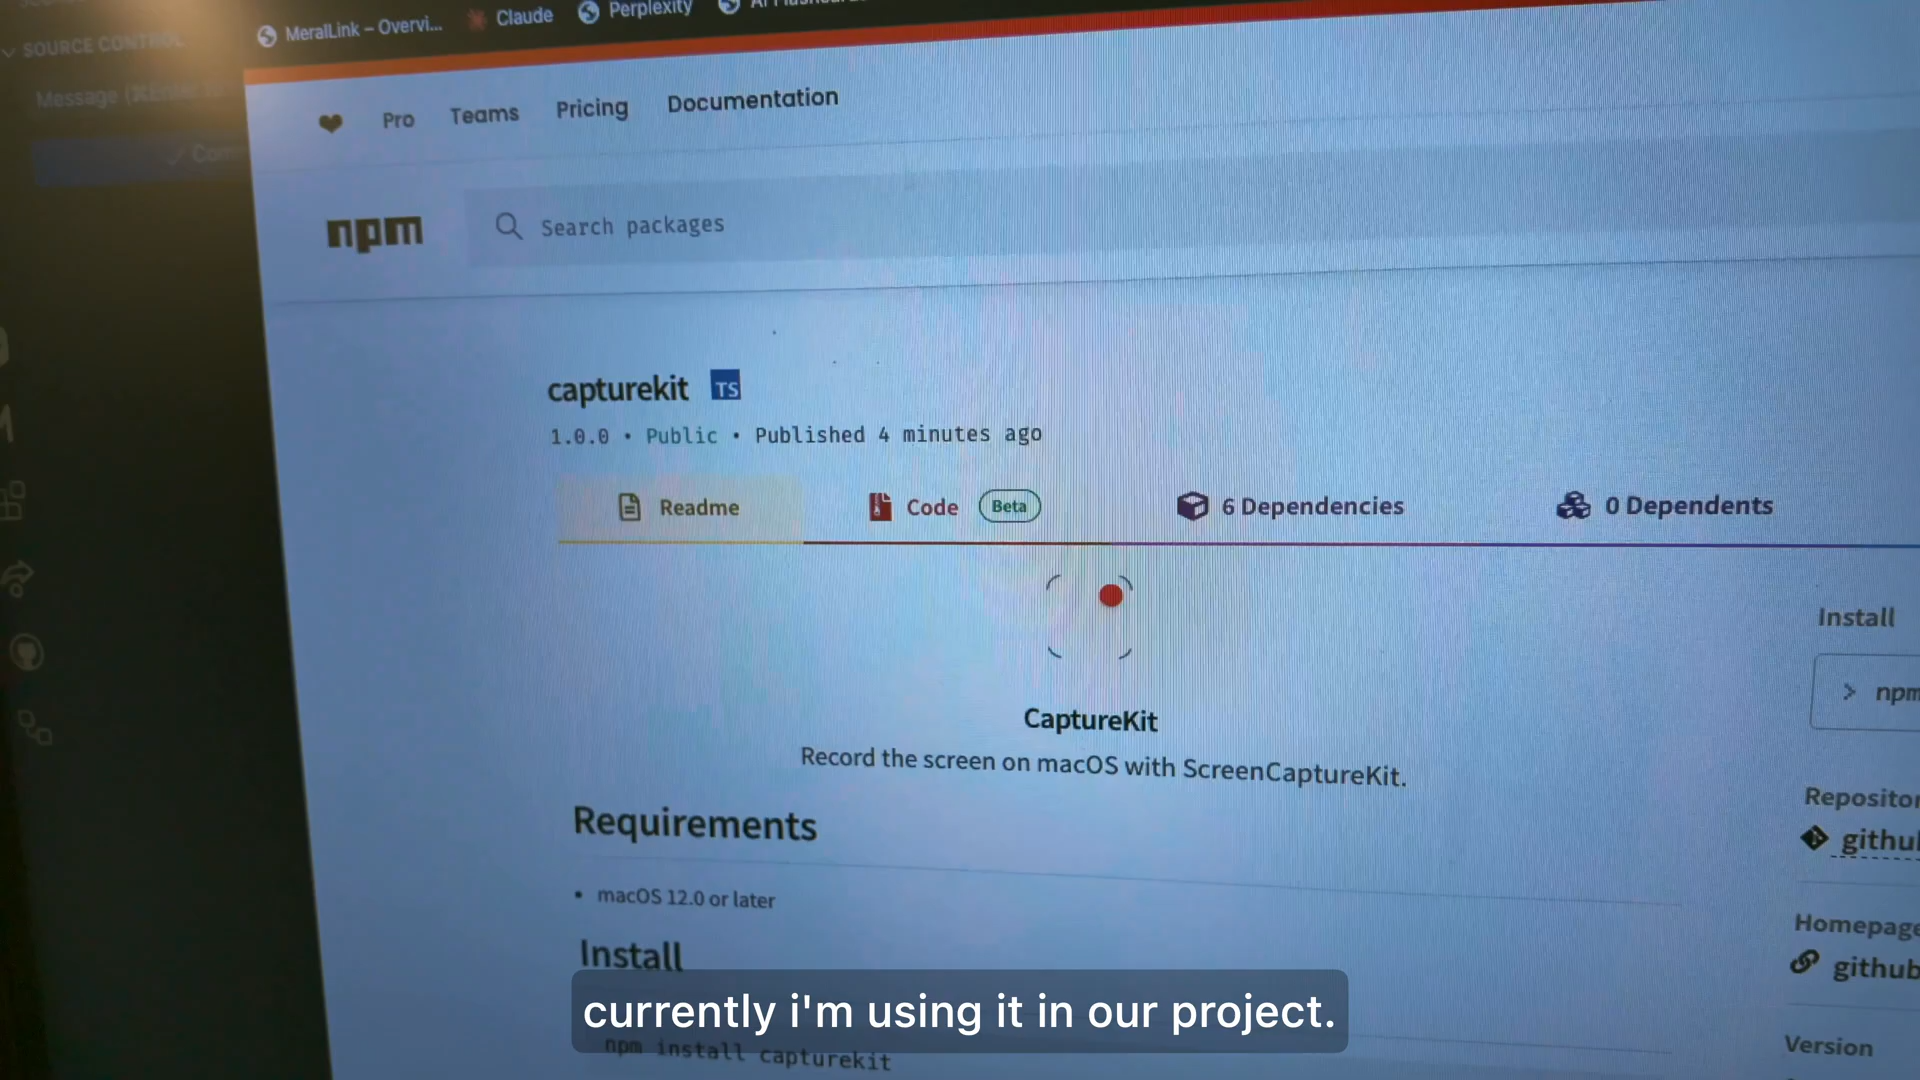 SOURCE CONTROL
Message
MeralLink – Overvi...
Claude
Perplexity
Pro
Teams
Pricing
Documentation
npm
Search packages
capturekit TS
1.0.0 • Public • Published 4 minutes ago
Readme
Code Beta
6 Dependencies
0 Dependents
CaptureKit
Record the screen on macOS with ScreenCaptureKit.
Requirements
• macOS 12.0 or later
Install
npm install capturekit
Install
> npm
Homepage
Version
currently i'm using it in our project.